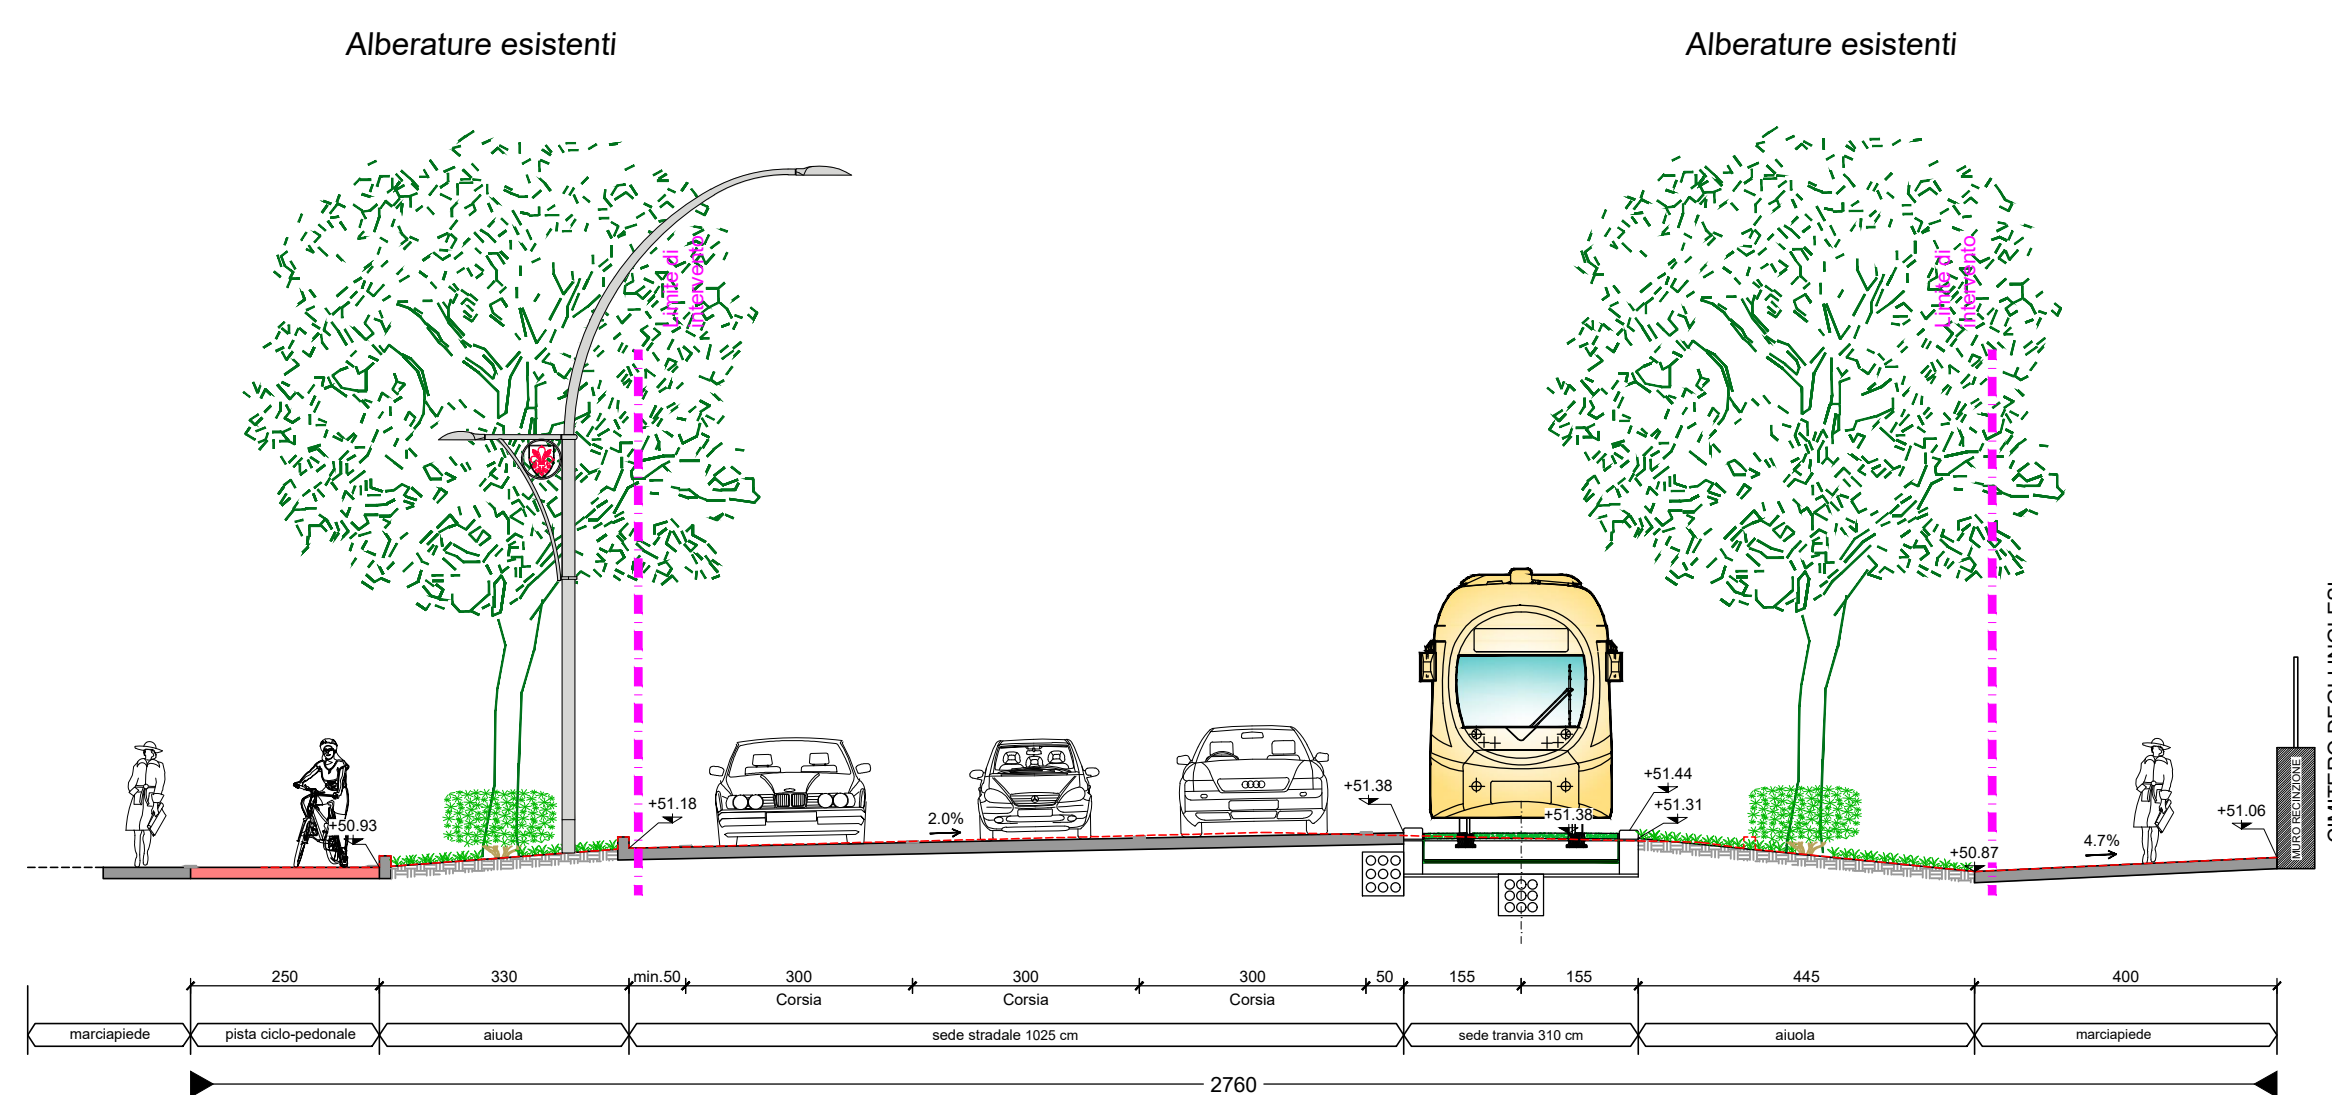 Alberature esistenti
Alberature esistenti
Limite di
intervento
Limite di
intervento
+50.93
+51.18
2.0%
+51.38
+51.38
+51.44
+51.31
+50.87
4.7%
+51.06
MURO RECINZIONE
250
330
min.50
300
300
300
50
155
155
445
400
Corsia
Corsia
Corsia
marciapiede
pista ciclo-pedonale
aiuola
sede stradale 1025 cm
sede tranvia 310 cm
aiuola
marciapiede
2760